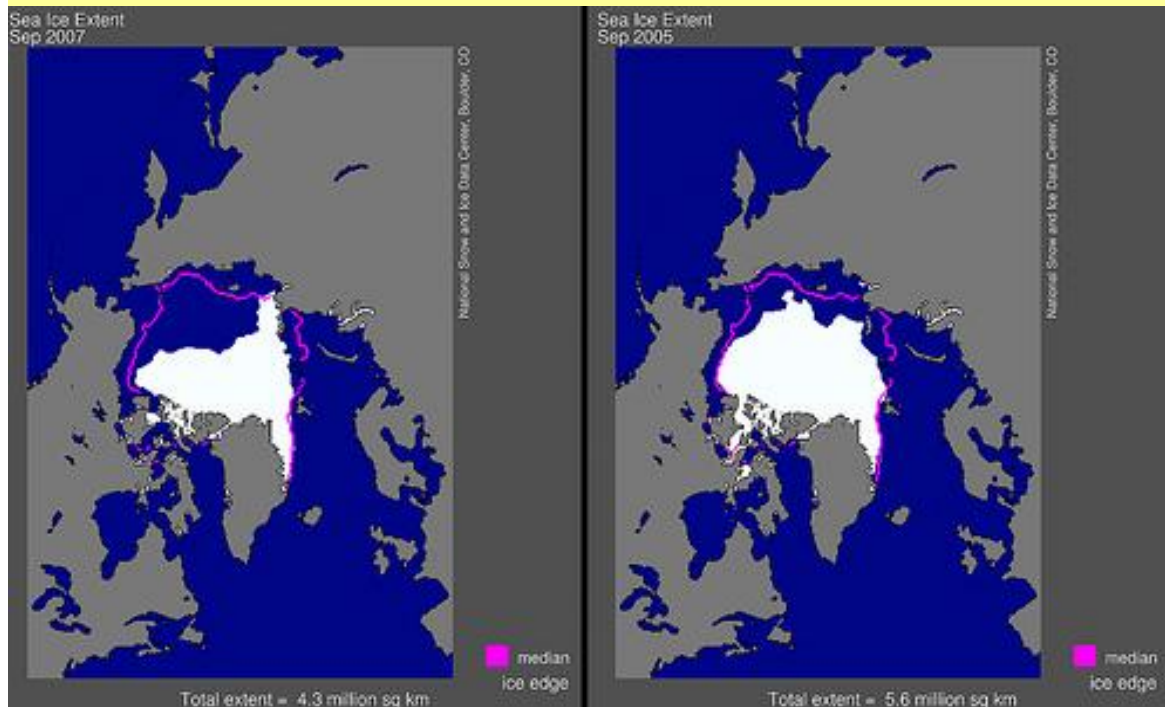 Sea Ice Extent
Sep 2007
National Snow and Ice Data Center, Boulder, CO
median
ice edge
Total extent = 4.3 million sq km
Sea Ice Extent
Sep 2005
National Snow and Ice Data Center, Boulder, CO
median
ice edge
Total extent = 5.6 million sq km